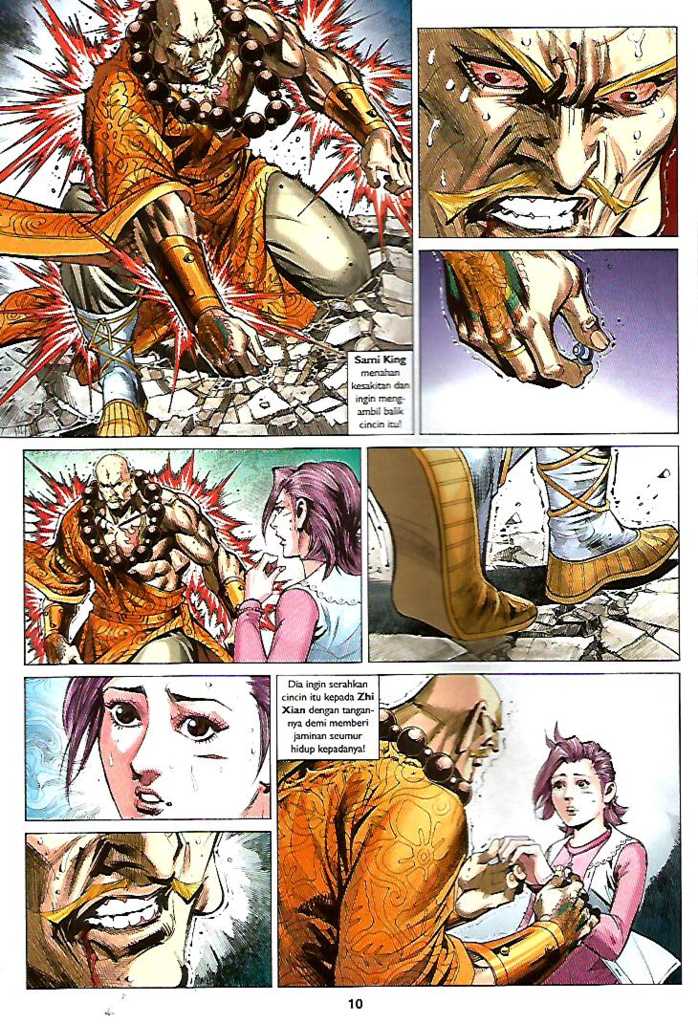 Sami King
menahan
kesakitan dan
ingin meng-
ambil balik
cincin itu!
Dia ingin serahkan
cincin itu kepada Zhi
Xian dengan tangan-
nya demi memberi
jaminan seumur
hidup kepadanya!
10